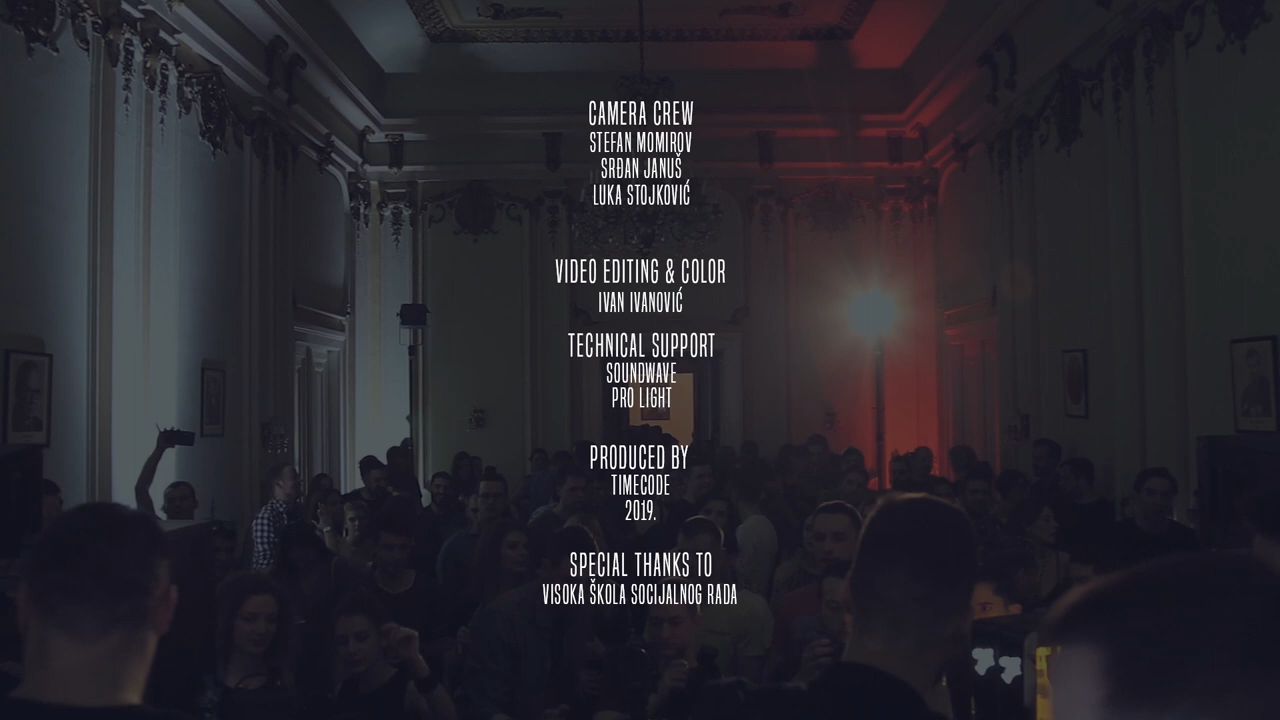 CAMERA CREW
STEFAN MOMIROV
SRĐAN JANUŠ
LUKA STOJKOVIĆ
VIDEO EDITING & COLOR
IVAN IVANOVIĆ
TECHNICAL SUPPORT
SOUNDWAVE
PRO LIGHT
PRODUCED BY
TIMECODE
2019.
SPECIAL THANKS TO
VISOKA ŠKOLA SOCIJALNOG RADA